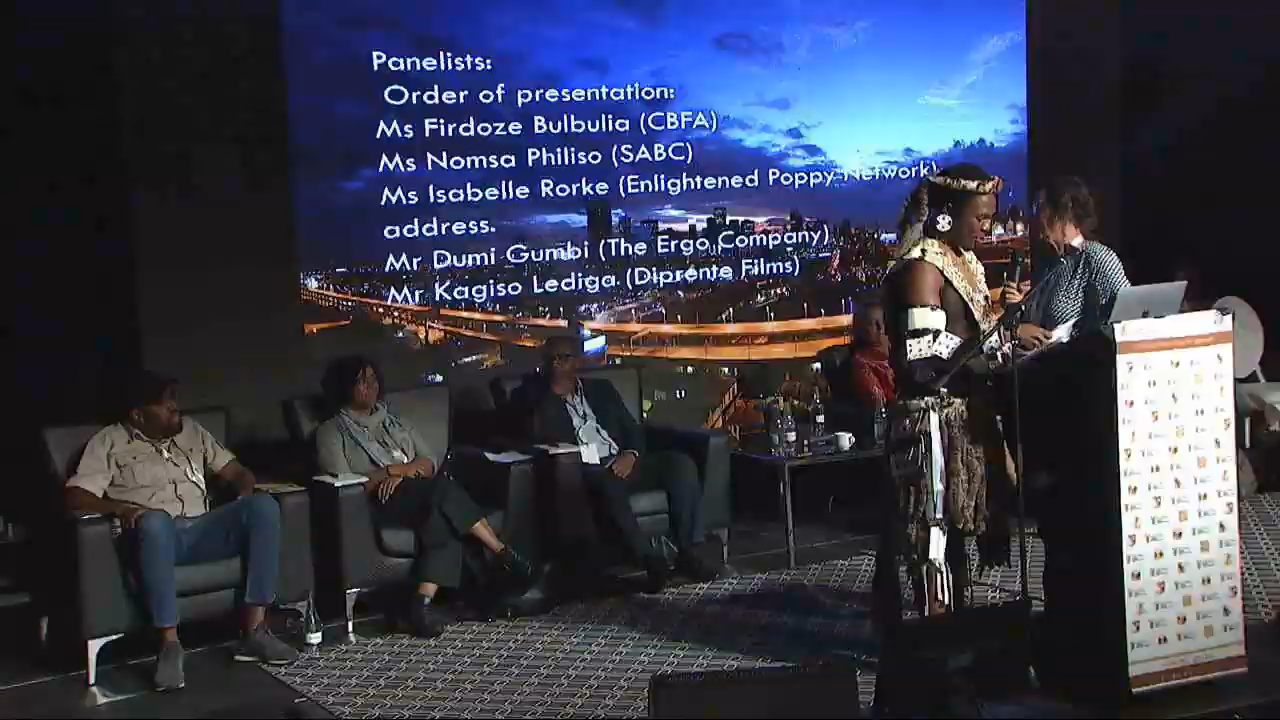 Panelists:
Order of presentation:
Ms Firdoze Bulbulia (CBFA)
Ms Nomsa Philiso (SABC)
Ms Isabelle Rorke (Enlightened Poppy Network)
address.
Mr Dumi Gumbi (The Ergo Company)
Mr Kagiso Lediga (Diprente Films)